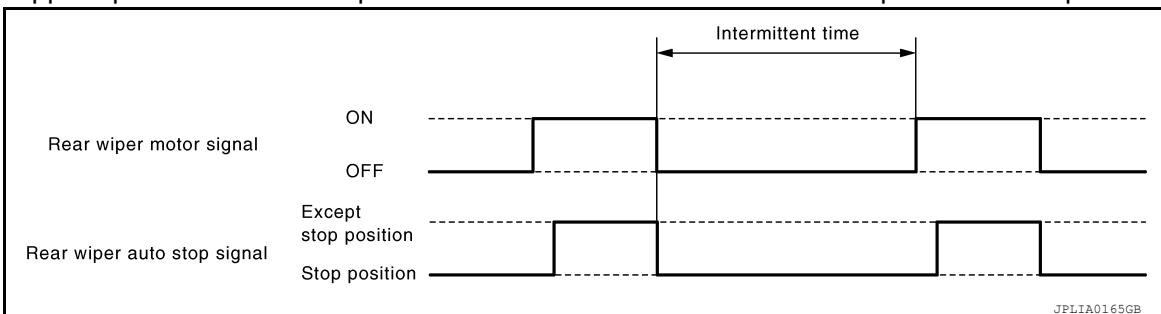 Intermittent time
ON
Rear wiper motor signal
OFF
Except
stop position
Rear wiper auto stop signal
Stop position
JPLIA0165GB